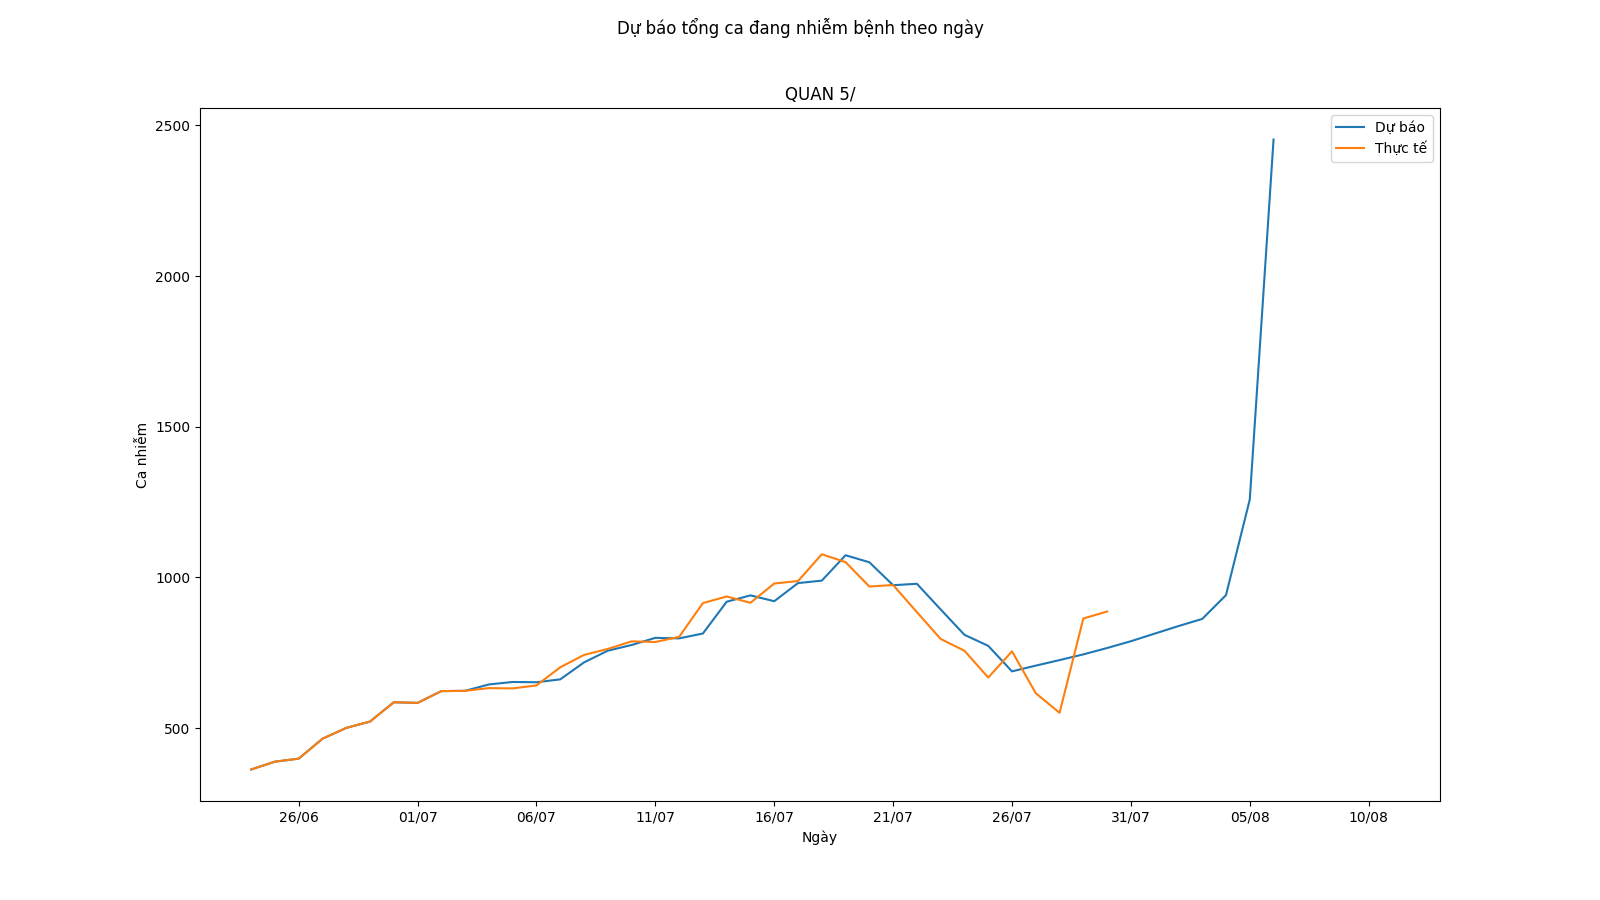 Dự báo tổng ca đang nhiễm bệnh theo ngày
QUAN 5/
Dự báo
Thực tế
2500
2000
1500
1000
500
Ca nhiễm
26/06 01/07 06/07 11/07 16/07 21/07 26/07 31/07 05/08 10/08
Ngày